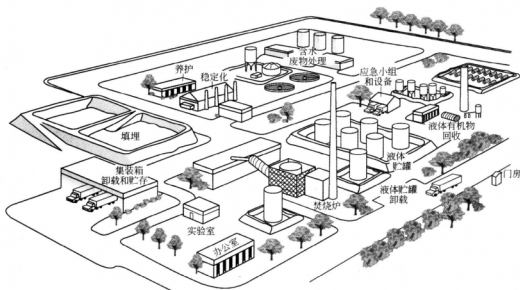 含水
废物处理
养护
稳定化
应急小组
和设备
填埋
液体有机物
回收
集装箱
卸载和贮存
液体
贮罐
液体贮罐
卸载
门房
焚烧炉
实验室
办公室